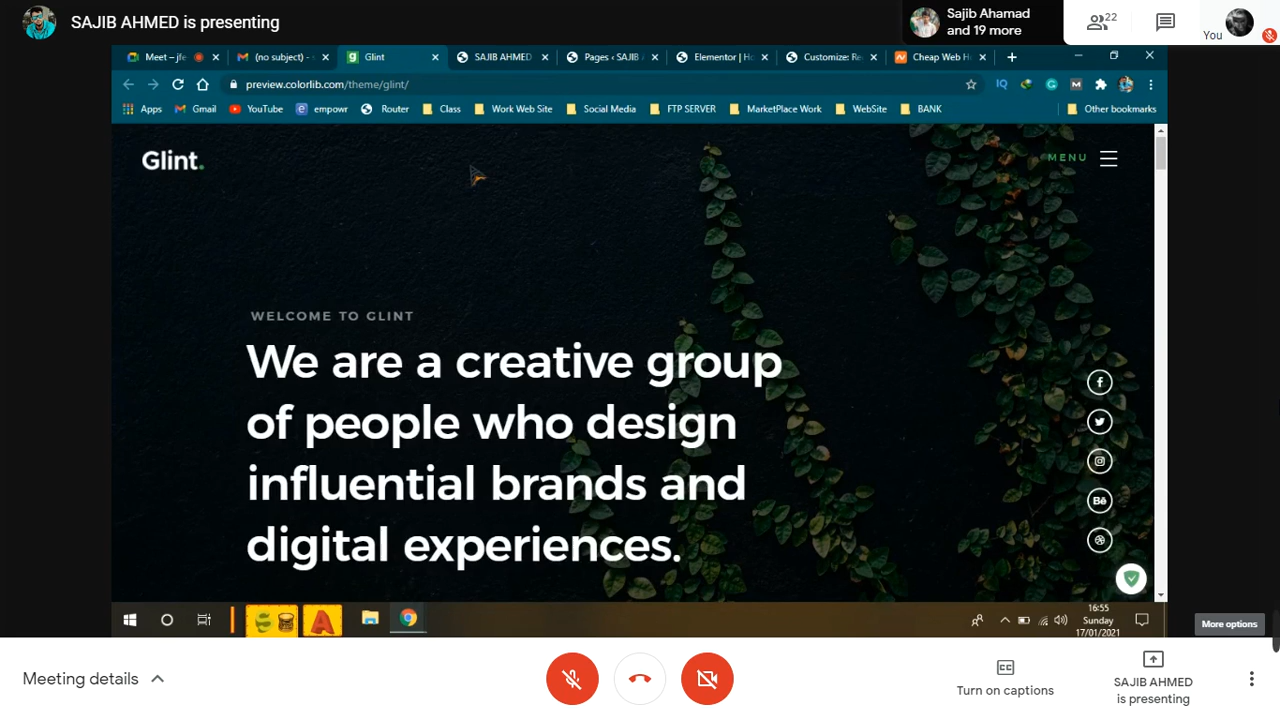 SAJIB AHMED is presenting
Sajib Ahamad
and 19 more
22
You
Meet – jfe
(no subject) -
Glint
SAJIB AHMED
Pages ‹ SAJIB A
Elementor | Ho
Customize: Re
Cheap Web H
preview.colorlib.com/theme/glint/
Apps
Gmail
YouTube
empowr
Router
Class
Work Web Site
Social Media
FTP SERVER
MarketPlace Work
WebSite
BANK
Other bookmarks
Glint.
MENU
WELCOME TO GLINT
We are a creative group
of people who design
influential brands and
digital experiences.
16:55
Sunday
17/01/2021
More options
Meeting details
Turn on captions
SAJIB AHMED
is presenting